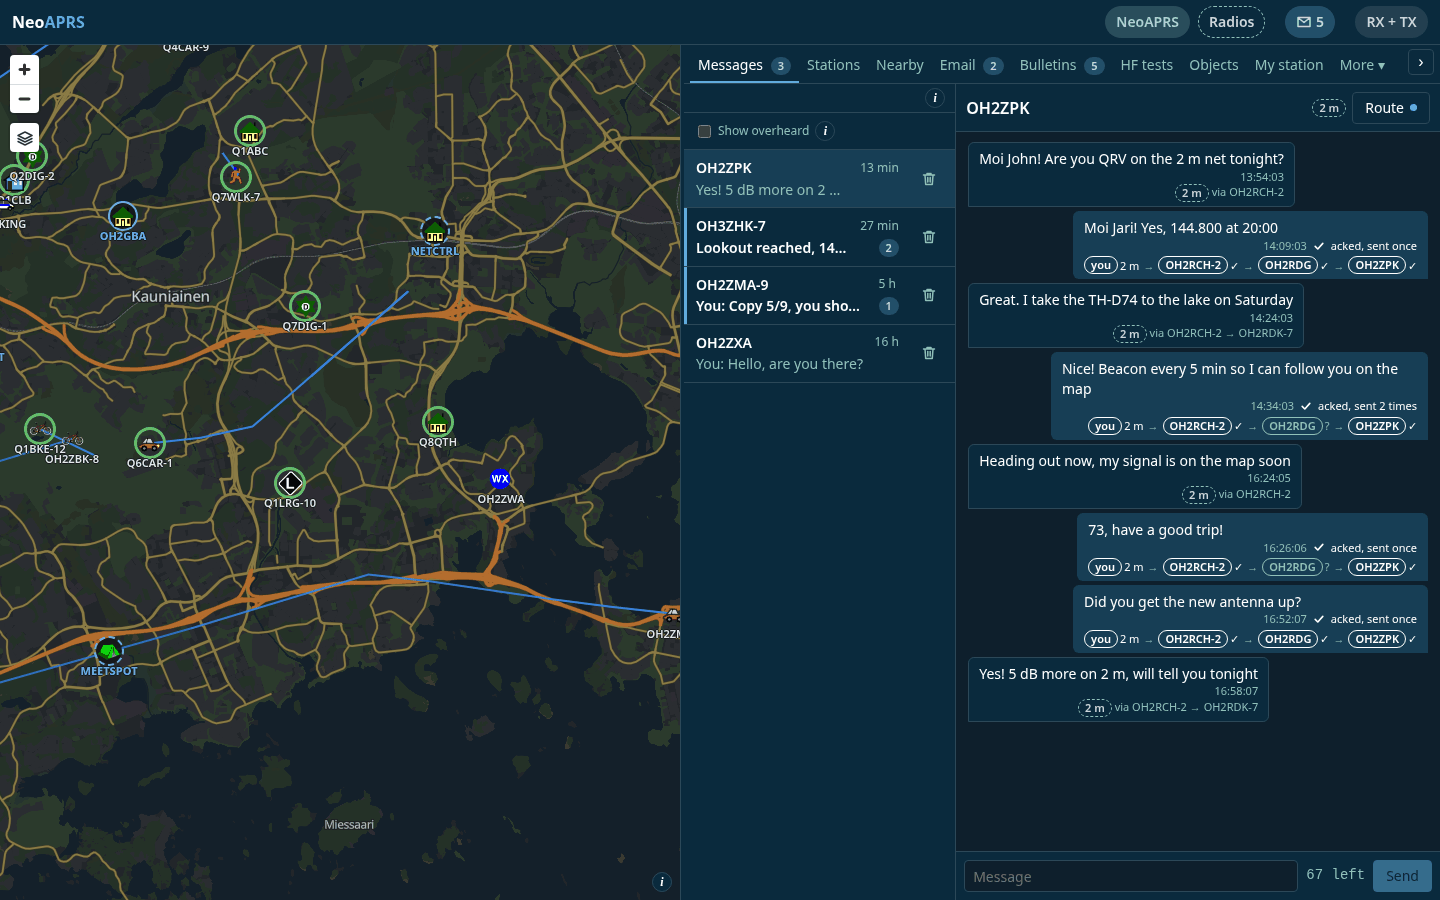 NeoAPRS
NeoAPRS
Radios
5
RX + TX
Q4CAR-9
Q1ABC
Q2DIG-2
Q7WLK-7
KING
OH2GBA
NETCTRL
Kauniainen
Q7DIG-1
Q1BKE-12
OH2ZBK-8
Q6CAR-1
Q8QTH
Q1LRG-10
WX
OH2ZWA
MEETSPOT
Miessaari
Messages 3
Stations
Nearby
Email 2
Bulletins 5
HF tests
Objects
My station
More ▾
Show overheard
OH2ZPK 13 min
Yes! 5 dB more on 2 ...
OH3ZHK-7 27 min
Lookout reached, 14... 2
OH2ZMA-9 5 h
You: Copy 5/9, you sho... 1
OH2ZXA 16 h
You: Hello, are you there?
OH2ZPK
2 m
Route
Moi John! Are you QRV on the 2 m net tonight?
13:54:03
2 m via OH2RCH-2
Moi Jari! Yes, 144.800 at 20:00
14:09:03 ✓ acked, sent once
you 2 m → OH2RCH-2 ✓ → OH2RDG ✓ → OH2ZPK ✓
Great. I take the TH-D74 to the lake on Saturday
14:24:03
2 m via OH2RCH-2 → OH2RDK-7
Nice! Beacon every 5 min so I can follow you on the
map
14:34:03 ✓ acked, sent 2 times
you 2 m → OH2RCH-2 ✓ → OH2RDG ? → OH2ZPK ✓
Heading out now, my signal is on the map soon
16:24:05
2 m via OH2RCH-2
73, have a good trip!
16:26:06 ✓ acked, sent once
you 2 m → OH2RCH-2 ✓ → OH2RDG ? → OH2ZPK ✓
Did you get the new antenna up?
16:52:07 ✓ acked, sent once
you 2 m → OH2RCH-2 ✓ → OH2RDG ✓ → OH2ZPK ✓
Yes! 5 dB more on 2 m, will tell you tonight
16:58:07
2 m via OH2RCH-2 → OH2RDK-7
Message
67 left
Send